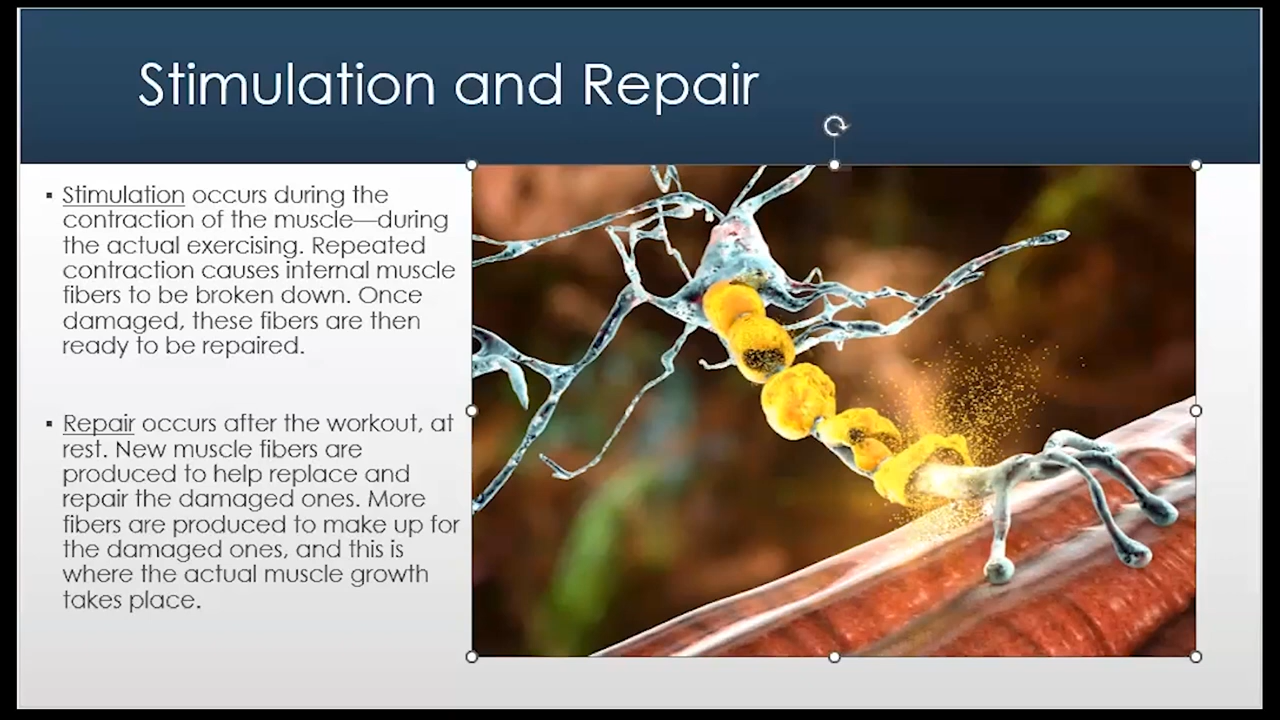 Stimulation and Repair
▪ Stimulation occurs during the
contraction of the muscle—during
the actual exercising. Repeated
contraction causes internal muscle
fibers to be broken down. Once
damaged, these fibers are then
ready to be repaired.
▪ Repair occurs after the workout, at
rest. New muscle fibers are
produced to help replace and
repair the damaged ones. More
fibers are produced to make up for
the damaged ones, and this is
where the actual muscle growth
takes place.